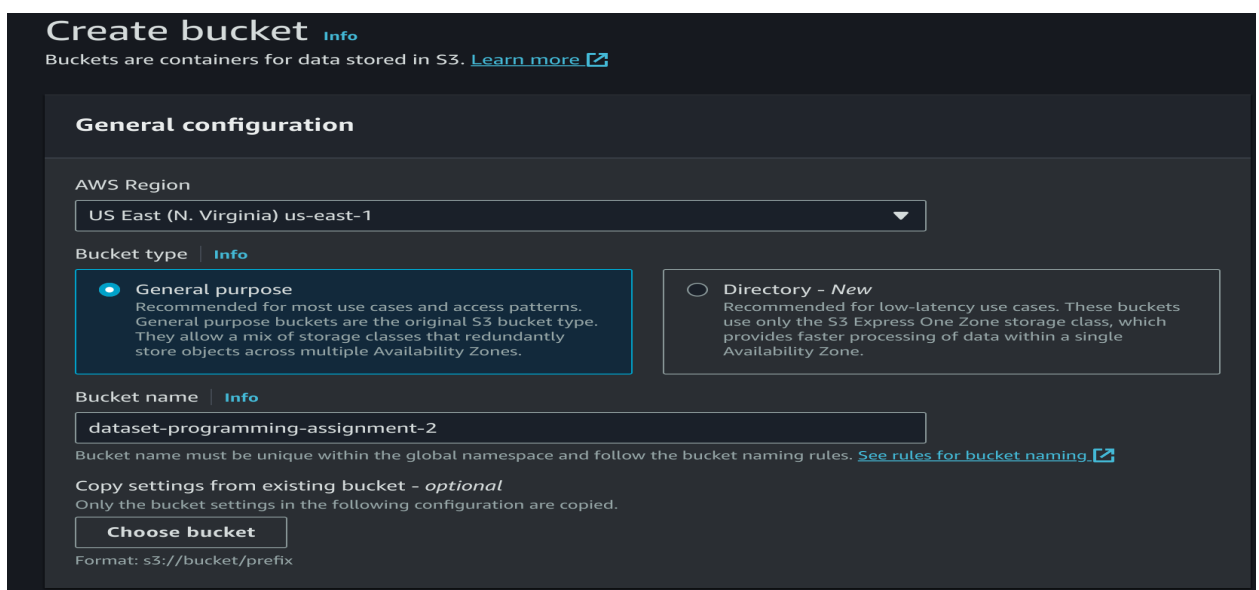 Create bucket Info
Buckets are containers for data stored in S3. Learn more
General configuration
AWS Region
US East (N. Virginia) us-east-1
Bucket type Info
General purpose
Recommended for most use cases and access patterns.
General purpose buckets are the original S3 bucket type.
They allow a mix of storage classes that redundantly
store objects across multiple Availability Zones.
Directory - New
Recommended for low-latency use cases. These buckets
use only the S3 Express One Zone storage class, which
provides faster processing of data within a single
Availability Zone.
Bucket name Info
dataset-programming-assignment-2
Bucket name must be unique within the global namespace and follow the bucket naming rules. See rules for bucket naming
Copy settings from existing bucket - optional
Only the bucket settings in the following configuration are copied.
Choose bucket
Format: s3://bucket/prefix